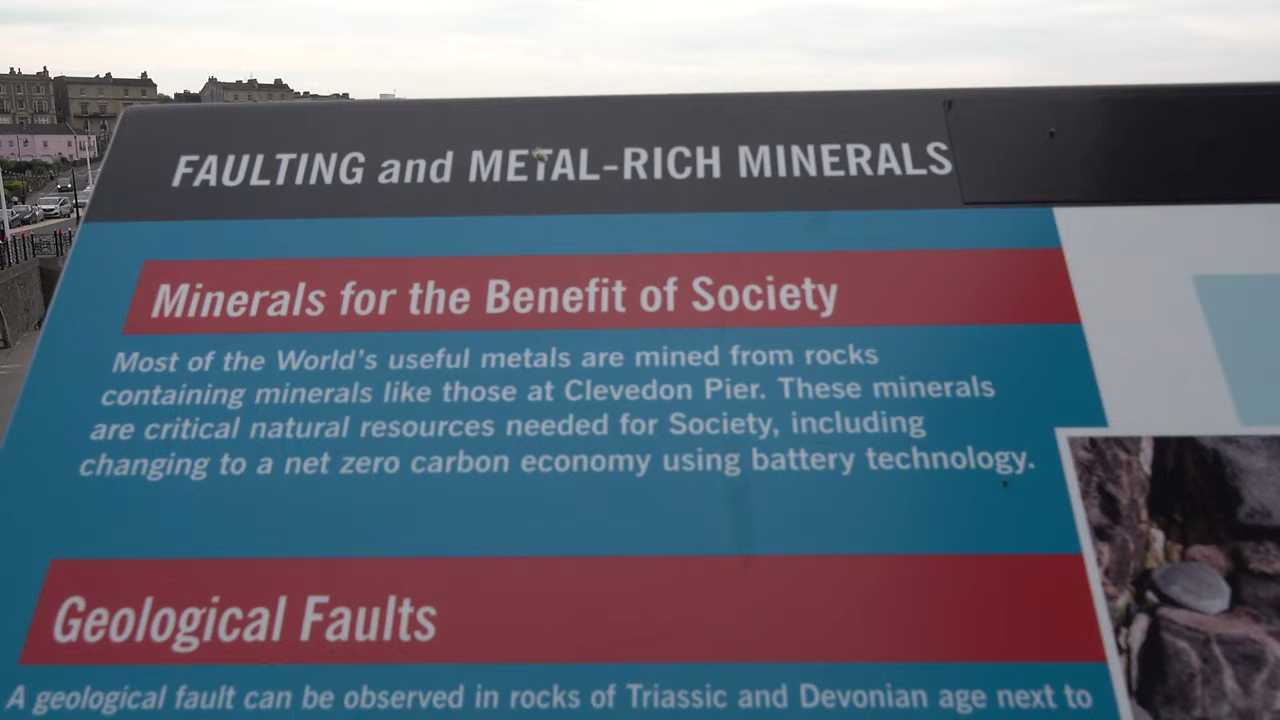 FAULTING and METAL-RICH MINERALS
Minerals for the Benefit of Society
Most of the World's useful metals are mined from rocks
containing minerals like those at Clevedon Pier. These minerals
are critical natural resources needed for Society, including
changing to a net zero carbon economy using battery technology.
Geological Faults
A geological fault can be observed in rocks of Triassic and Devonian age next to